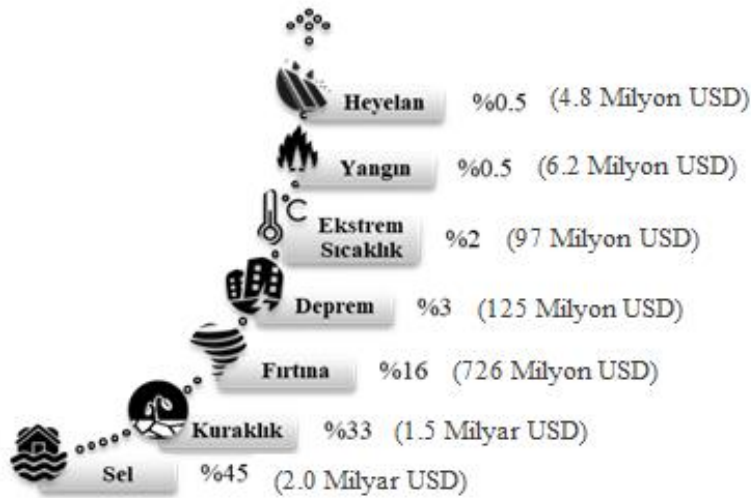 Heyelan %0.5 (4.8 Milyon USD)
Yangın %0.5 (6.2 Milyon USD)
°C
Ekstrem
Sıcaklık %2 (97 Milyon USD)
Deprem %3 (125 Milyon USD)
Fırtına %16 (726 Milyon USD)
Kuraklık %33 (1.5 Milyar USD)
Sel %45 (2.0 Milyar USD)